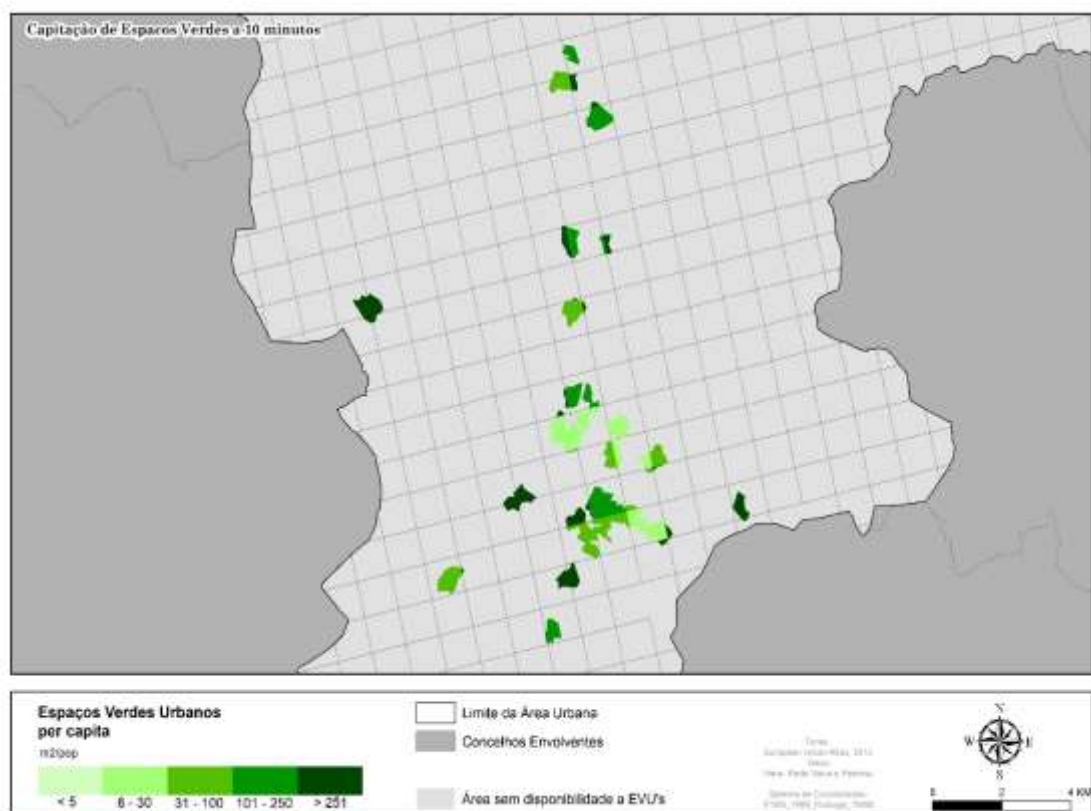 Capitação de Espacos Verdes a 10 minutos
Espaços Verdes Urbanos
per capita
m2/pop
< 5 6 - 30 31 - 100 101 - 250 > 251
Limite da Área Urbana
Concelhos Envolventes
Área sem disponibilidade a EVU's
N
W E
S
0 2 4 Km